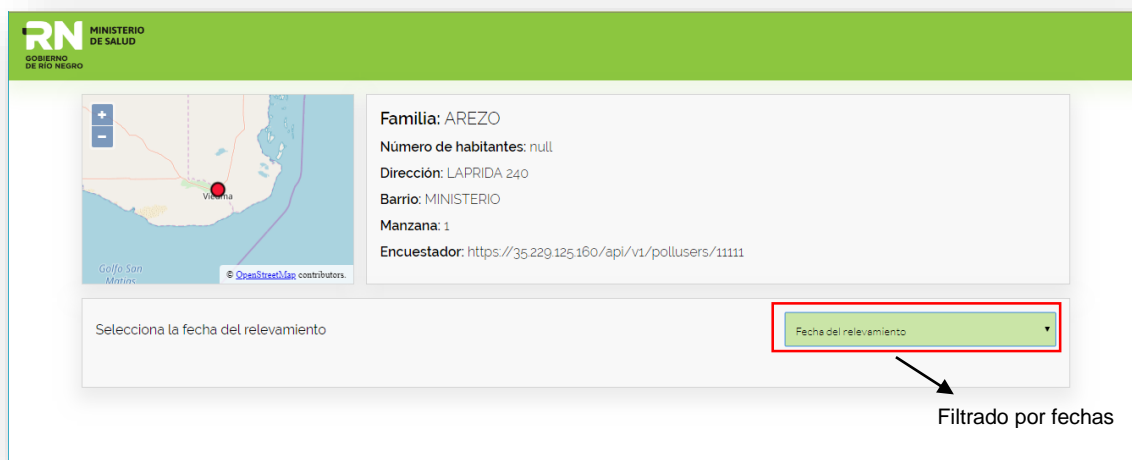 RN MINISTERIO
DE SALUD
GOBIERNO
DE RÍO NEGRO
+
−
Viedma
Golfo San
Matías
© OpenStreetMap contributors.
Familia: AREZO
Número de habitantes: null
Dirección: LAPRIDA 240
Barrio: MINISTERIO
Manzana: 1
Encuestador: https://35.229.125.160/api/v1/pollusers/11111
Selecciona la fecha del relevamiento
Fecha del relevamiento
Filtrado por fechas